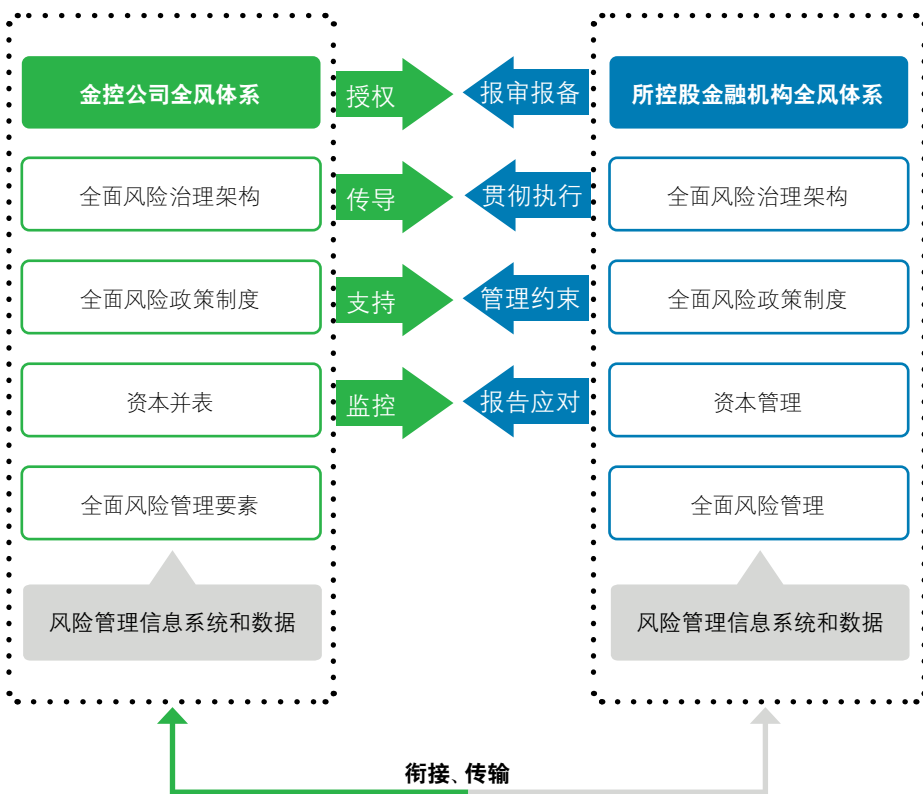 金控公司全风体系
授权
报审报备
所控股金融机构全风体系
全面风险治理架构
传导
贯彻执行
全面风险治理架构
全面风险政策制度
支持
管理约束
全面风险政策制度
资本并表
监控
报告应对
资本管理
全面风险管理要素
全面风险管理
风险管理信息系统和数据
风险管理信息系统和数据
衔接、传输